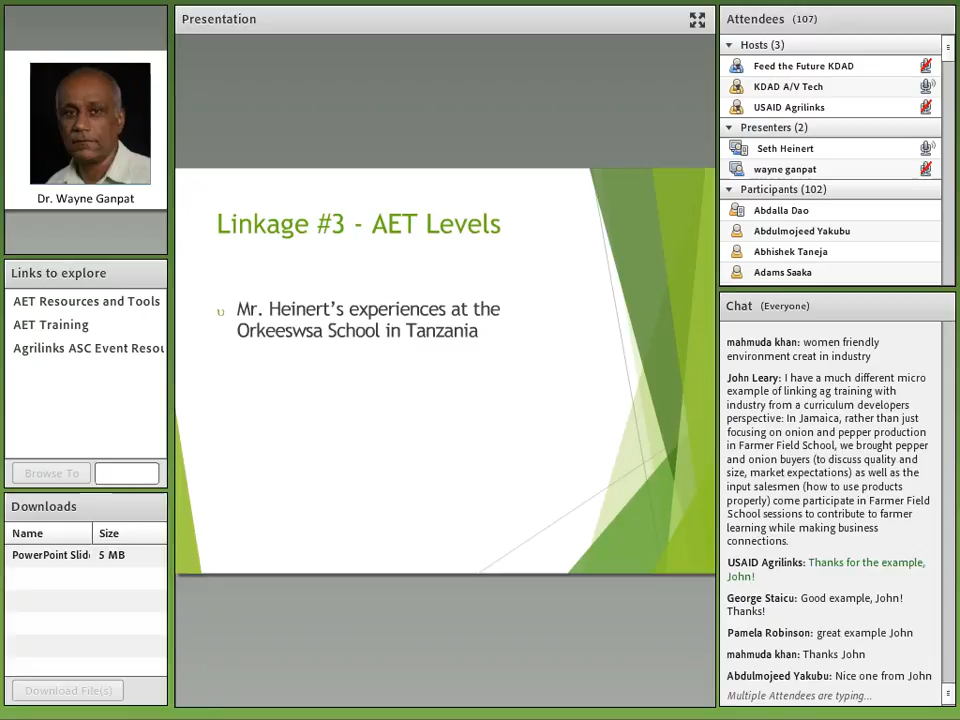 Dr. Wayne Ganpat
Links to explore
AET Resources and Tools
AET Training
Agrilinks ASC Event Resou
Browse To
Downloads
Name Size
PowerPoint Slid 5 MB
Download File(s)
Presentation
Linkage #3 - AET Levels
Mr. Heinert’s experiences at the
Orkeeswsa School in Tanzania
Attendees (107)
Hosts (3)
Feed the Future KDAD
KDAD A/V Tech
USAID Agrilinks
Presenters (2)
Seth Heinert
wayne ganpat
Participants (102)
Abdalla Dao
Abdulmojeed Yakubu
Abhishek Taneja
Adams Saaka
Chat (Everyone)
mahmuda khan: women friendly
environment creat in industry
John Leary: I have a much different micro
example of linking ag training with
industry from a curriculum developers
perspective: In Jamaica, rather than just
focusing on onion and pepper production
in Farmer Field School, we brought pepper
and onion buyers (to discuss quality and
size, market expectations) as well as the
input salesmen (how to use products
properly) come participate in Farmer Field
School sessions to contribute to farmer
learning while making business
connections.
USAID Agrilinks: Thanks for the example,
John!
George Staicu: Good example, John!
Thanks!
Pamela Robinson: great example John
mahmuda khan: Thanks John
Abdulmojeed Yakubu: Nice one from John
Multiple Attendees are typing...